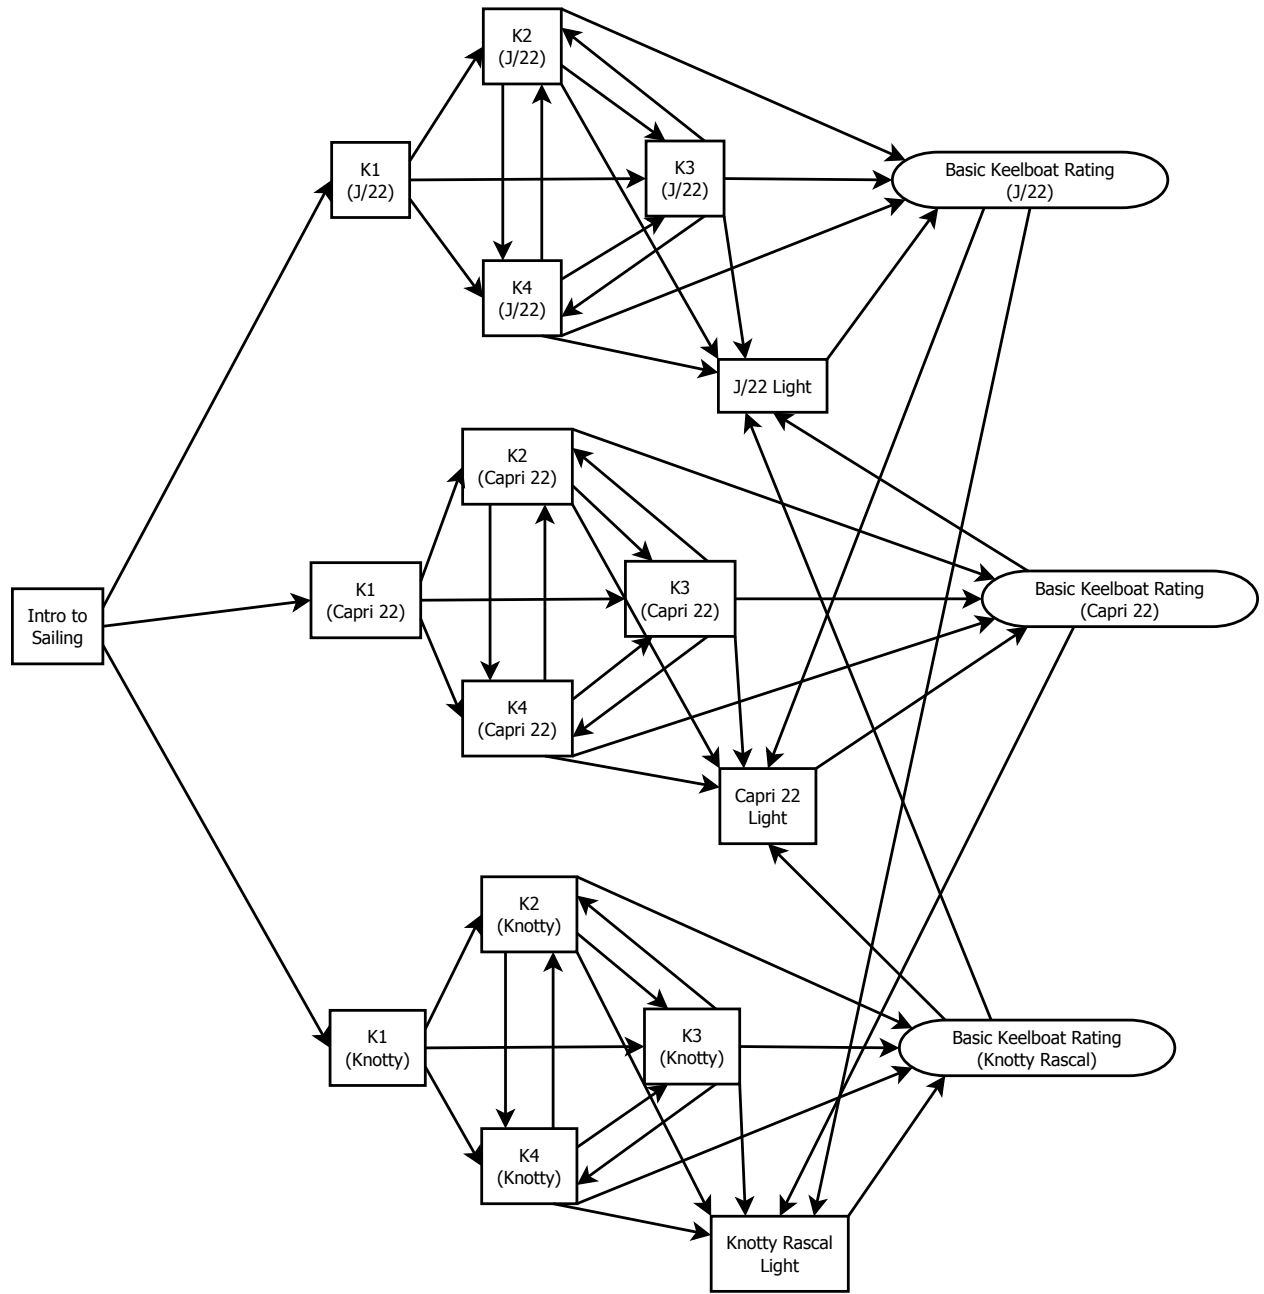 K2
(J/22)
K1
(J/22)
K3
(J/22)
Basic Keelboat Rating
(J/22)
K4
(J/22)
J/22 Light
K2
(Capri 22)
Intro to
Sailing
K1
(Capri 22)
K3
(Capri 22)
Basic Keelboat Rating
(Capri 22)
K4
(Capri 22)
Capri 22
Light
K2
(Knotty)
K1
(Knotty)
K3
(Knotty)
Basic Keelboat Rating
(Knotty Rascal)
K4
(Knotty)
Knotty Rascal
Light